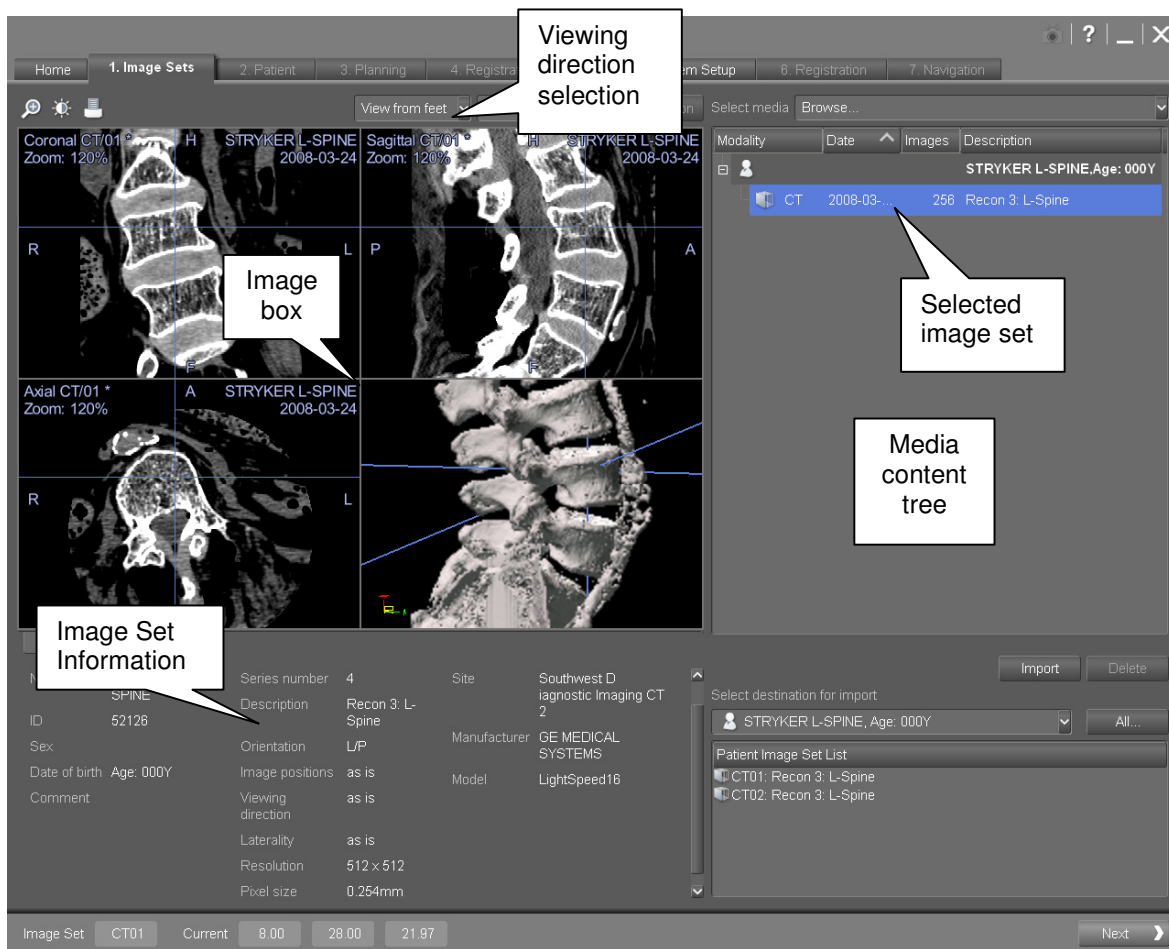 Viewing
direction
selection
?
Home
1. Image Sets
2. Patient
3. Planning
4. Registra
em Setup
6. Registration
7. Navigation
View from feet
on
Select media
Browse...
Coronal CT/01 *
H
STRYKER L-SPINE
Zoom: 120%
2008-03-24
R
L
F
Sagittal CT/01 *
H
STRYKER L-SPINE
Zoom: 120%
2008-03-24
P
A
F
Image
box
Modality
Date
Images
Description
STRYKER L-SPINE,Age: 000Y
CT
2008-03-...
256
Recon 3: L-Spine
Selected
image set
Media
content
tree
Axial CT/01 *
A
STRYKER L-SPINE
Zoom: 120%
2008-03-24
R
L
Image Set
Information
SPINE
ID
52126
Sex
Date of birth
Age: 000Y
Comment
Series number
4
Description
Recon 3: L-
Spine
Orientation
L/P
Image positions
as is
Viewing
direction
as is
Laterality
as is
Resolution
512 x 512
Pixel size
0.254mm
Site
Southwest D
iagnostic Imaging CT
2
Manufacturer
GE MEDICAL
SYSTEMS
Model
LightSpeed16
Import
Delete
Select destination for import
STRYKER L-SPINE, Age: 000Y
All...
Patient Image Set List
CT01: Recon 3: L-Spine
CT02: Recon 3: L-Spine
Image Set
CT01
Current
8.00
28.00
21.97
Next